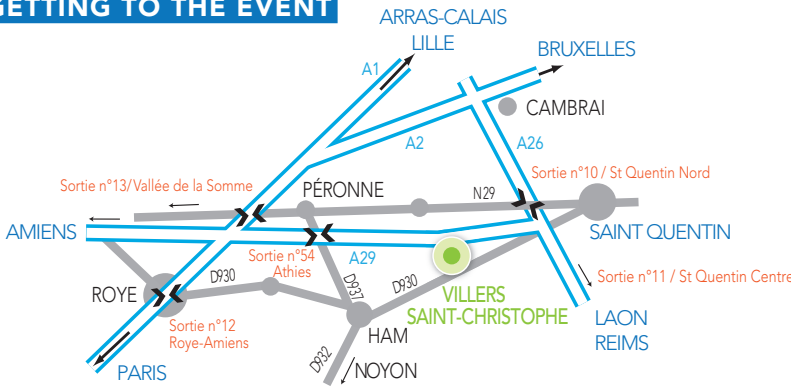 GETTING TO THE EVENT
ARRAS-CALAIS
LILLE
BRUXELLES
A1
CAMBRAI
A2
A26
Sortie n°10 / St Quentin Nord
Sortie n°13/Vallée de la Somme
PÉRONNE
N29
AMIENS
SAINT QUENTIN
Sortie n°54
Athies
A29
D930
D937
D930
Sortie n°11 / St Quentin Centre
ROYE
VILLERS
SAINT-CHRISTOPHE
Sortie n°12
Roye-Amiens
HAM
LAON
REIMS
D932
NOYON
PARIS